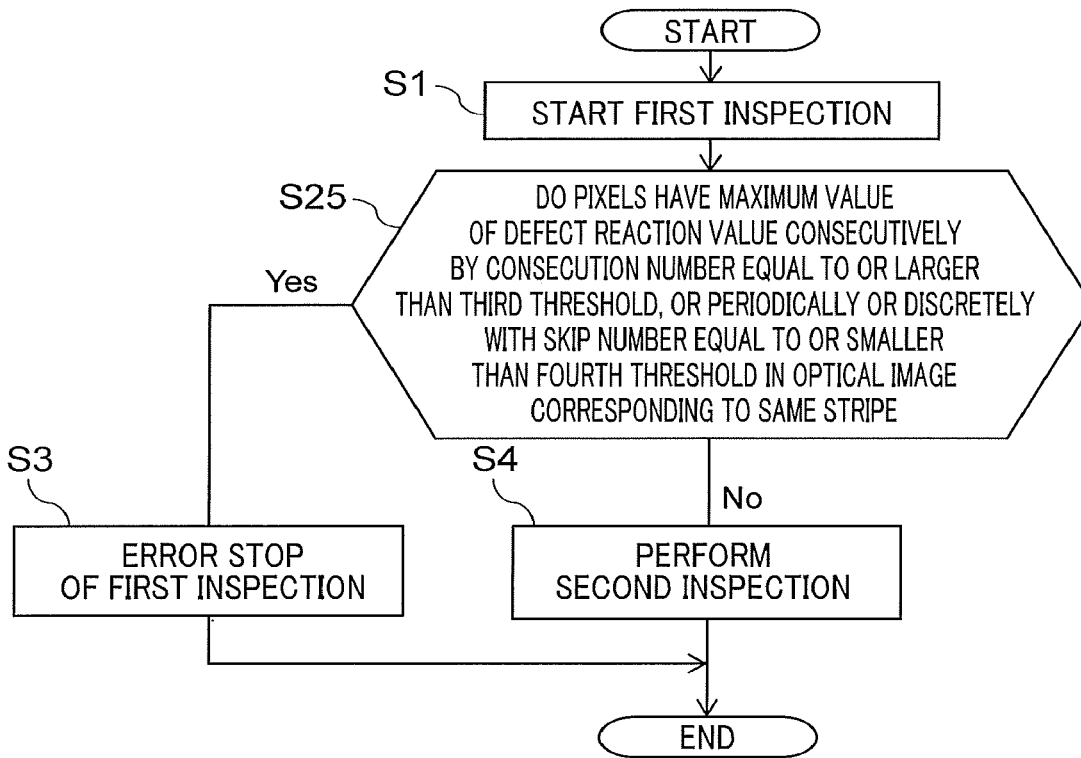 START
S1
START FIRST INSPECTION
S25
DO PIXELS HAVE MAXIMUM VALUE
OF DEFECT REACTION VALUE CONSECUTIVELY
BY CONSECUTION NUMBER EQUAL TO OR LARGER
THAN THIRD THRESHOLD, OR PERIODICALLY OR DISCRETELY
WITH SKIP NUMBER EQUAL TO OR SMALLER
THAN FOURTH THRESHOLD IN OPTICAL IMAGE
CORRESPONDING TO SAME STRIPE
Yes
No
S3
ERROR STOP
OF FIRST INSPECTION
S4
PERFORM
SECOND INSPECTION
END